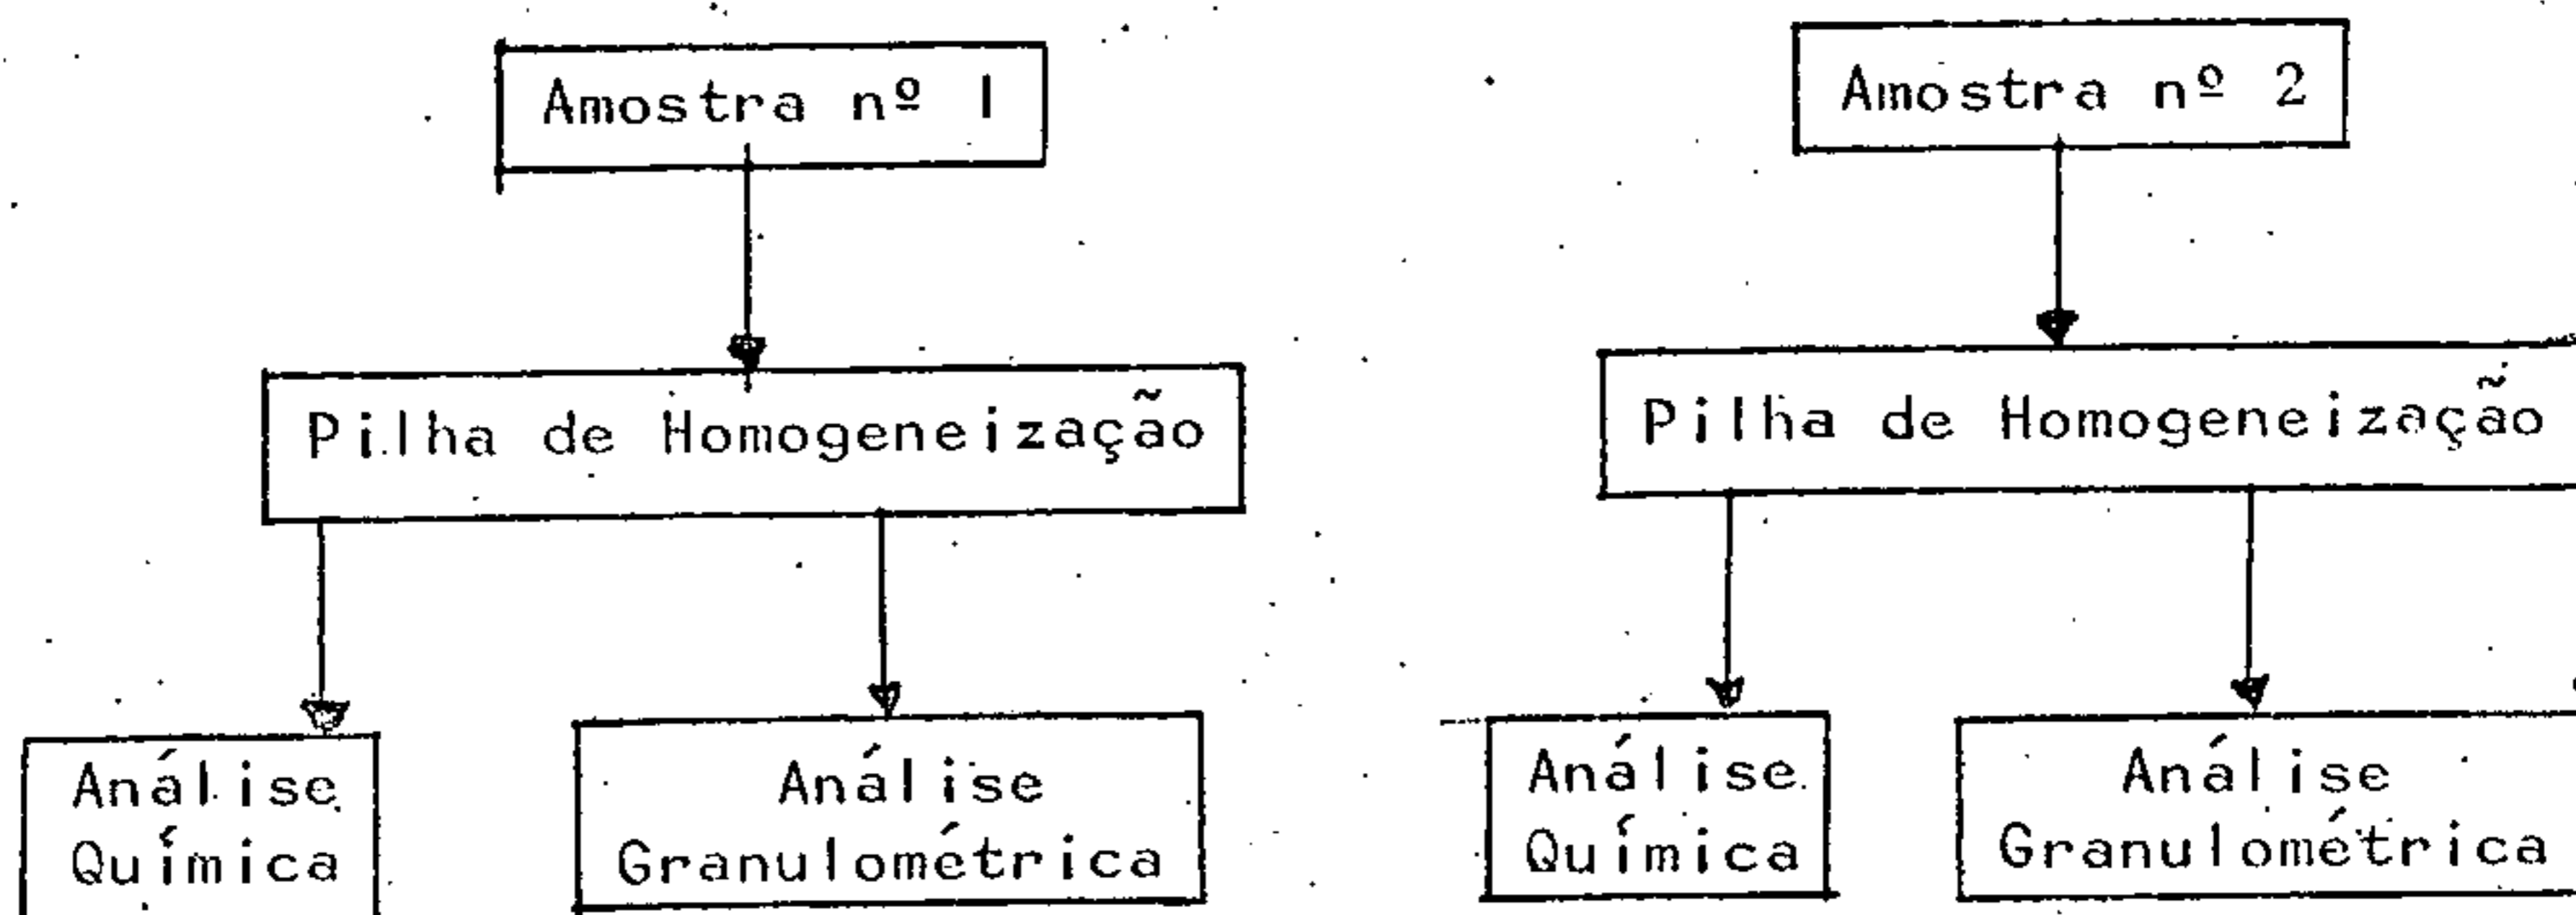 Amostra nº 1
Amostra nº 2
Pilha de Homogeneização
Pilha de Homogeneização
Análise
Química
Análise
Granulométrica
Análise
Química
Análise
Granulométrica